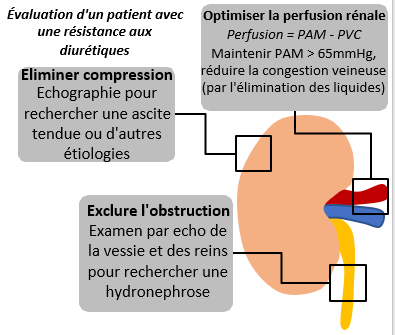 Évaluation d'un patient avec
une résistance aux
diurétiques
Optimiser la perfusion rénale
Perfusion = PAM - PVC
Maintenir PAM > 65mmHg,
réduire la congestion veineuse
(par l'élimination des liquides)
Eliminer compression
Echographie pour
rechercher une ascite
tendue ou d'autres
étiologies
Exclure l'obstruction
Examen par echo de
la vessie et des reins
pour rechercher une
hydronephrose